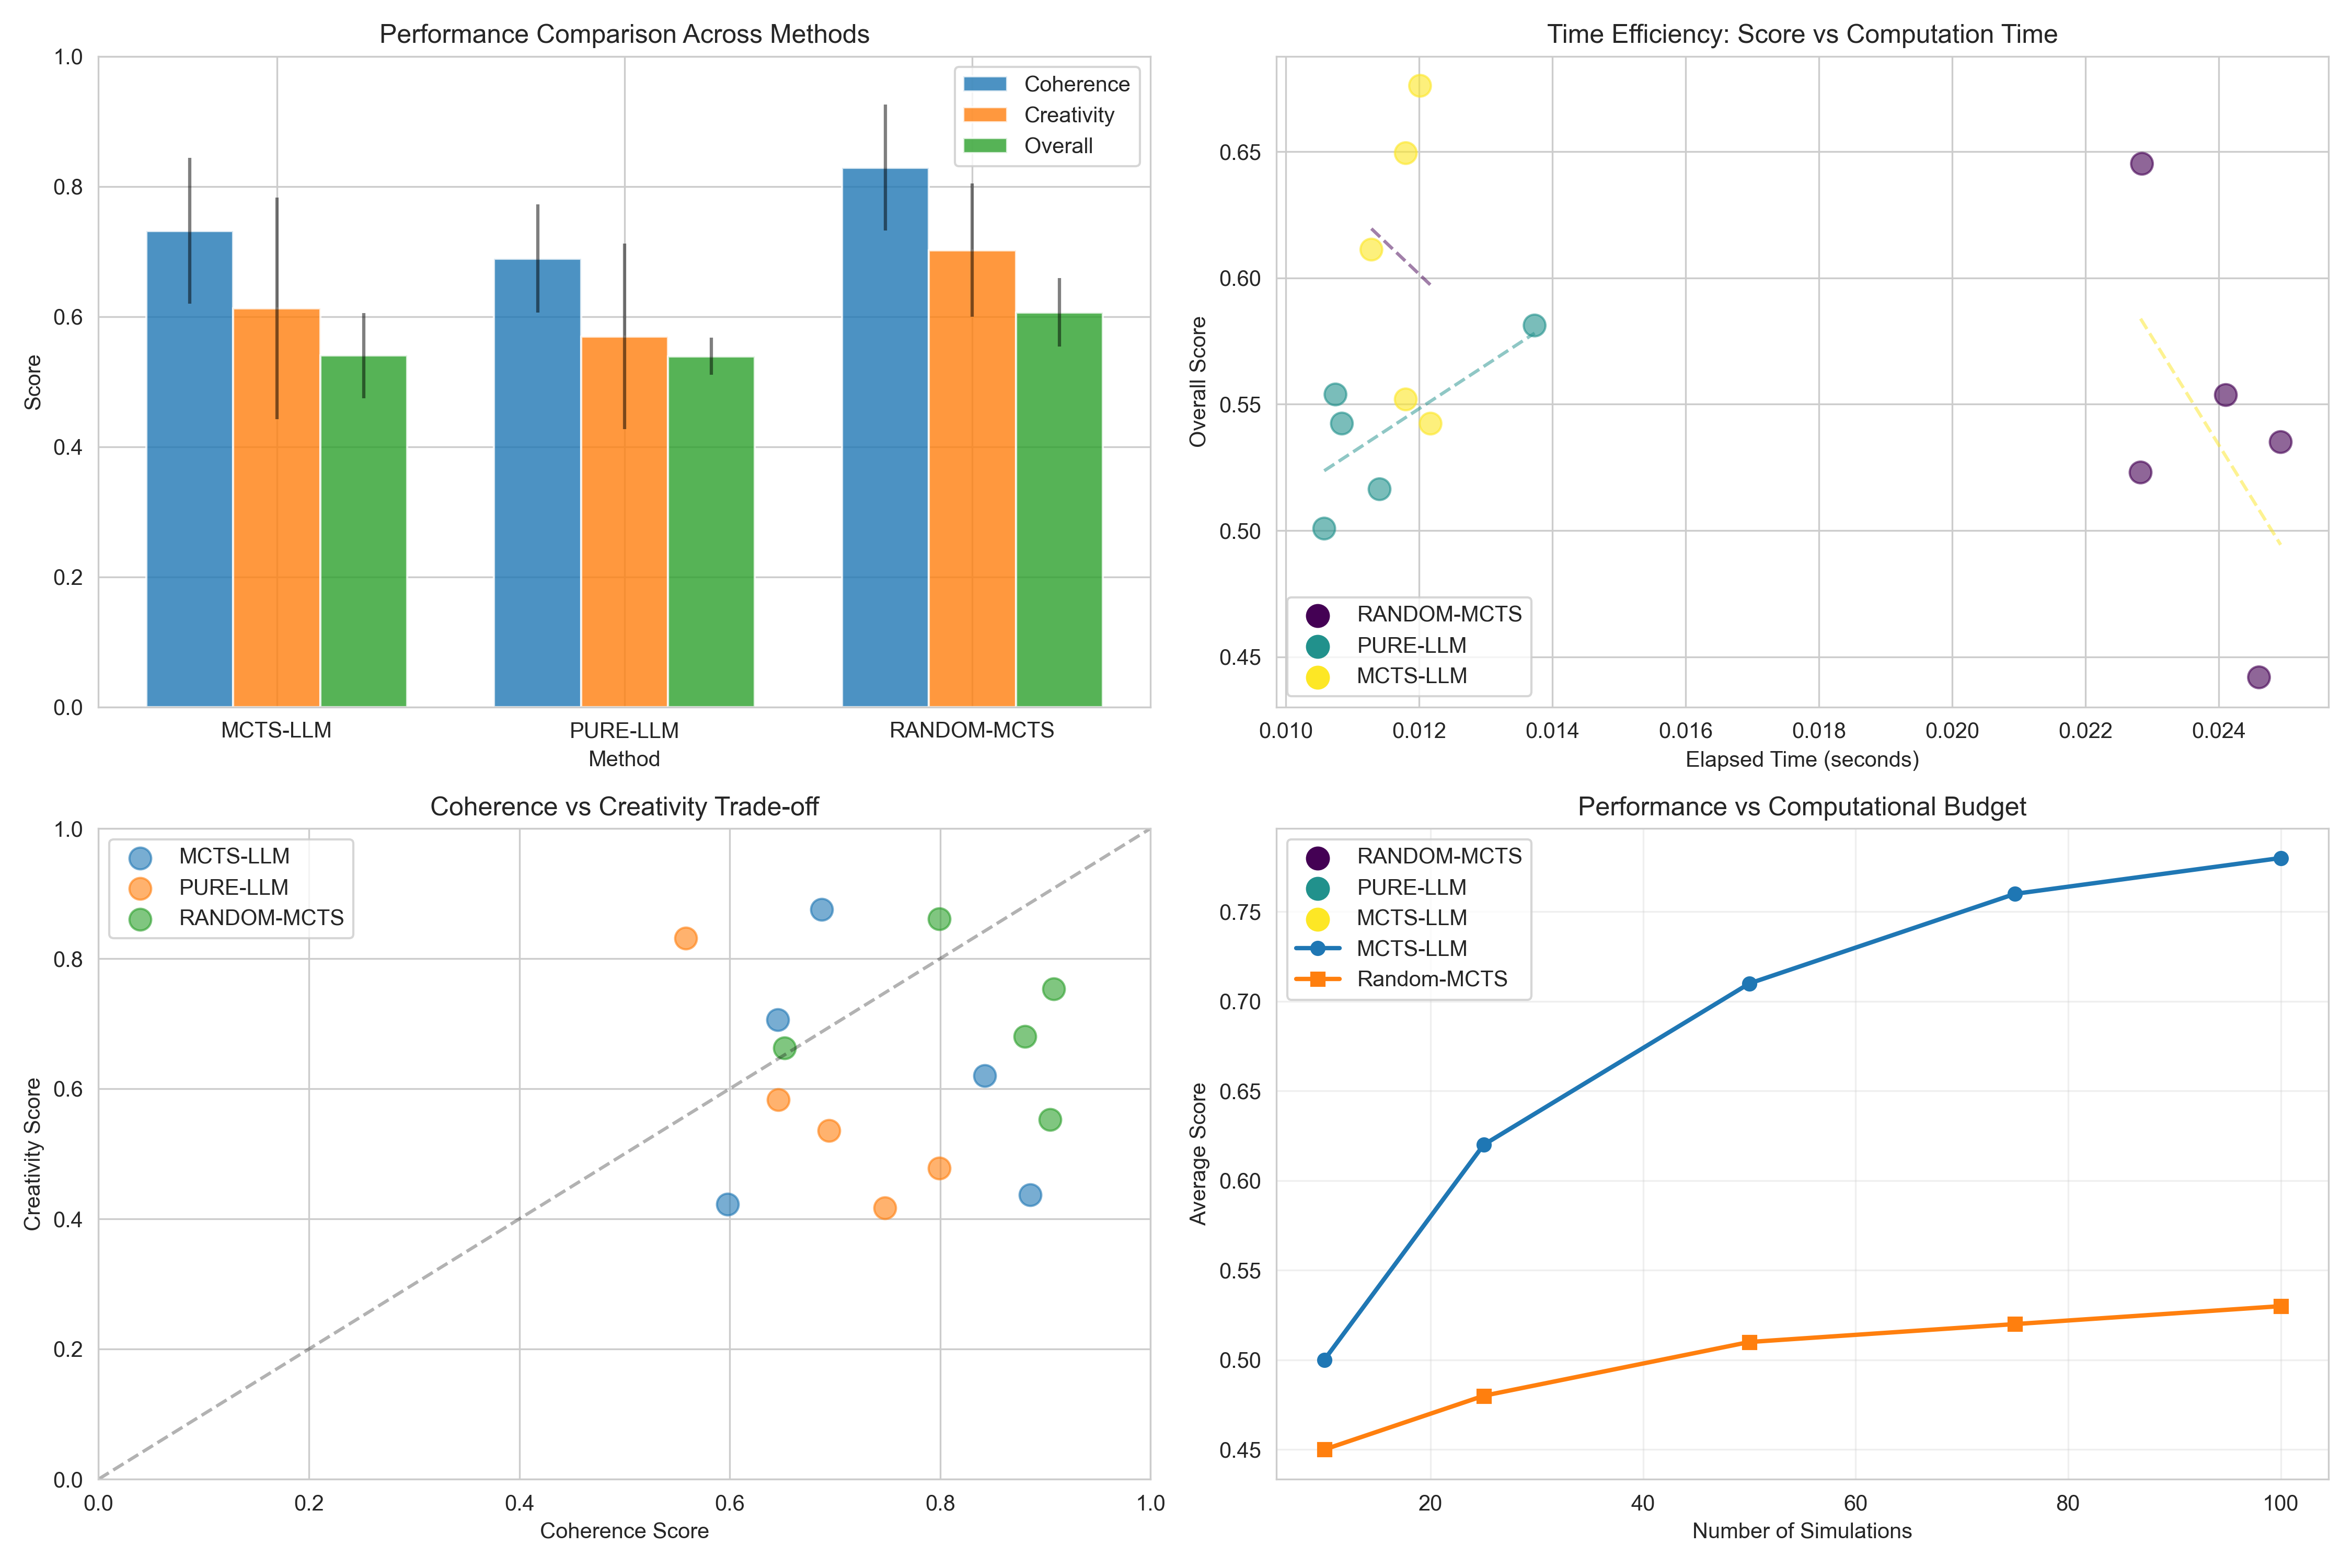 Performance Comparison Across Methods
1.0
0.8
0.6
0.4
0.2
0.0
Score
Coherence
Creativity
Overall
MCTS-LLM
PURE-LLM
RANDOM-MCTS
Method
Time Efficiency: Score vs Computation Time
0.65
0.60
0.55
0.50
0.45
Overall Score
RANDOM-MCTS
PURE-LLM
MCTS-LLM
0.010
0.012
0.014
0.016
0.018
0.020
0.022
0.024
Elapsed Time (seconds)
Coherence vs Creativity Trade-off
1.0
0.8
0.6
0.4
0.2
0.0
Creativity Score
MCTS-LLM
PURE-LLM
RANDOM-MCTS
0.0
0.2
0.4
0.6
0.8
1.0
Coherence Score
Performance vs Computational Budget
0.75
0.70
0.65
0.60
0.55
0.50
0.45
Average Score
RANDOM-MCTS
PURE-LLM
MCTS-LLM
MCTS-LLM
Random-MCTS
20
40
60
80
100
Number of Simulations